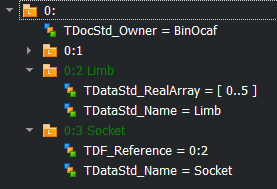 0:
TDocStd_Owner = BinOcaf
0:1
0:2 Limb
TDataStd_RealArray = [ 0..5 ]
TDataStd_Name = Limb
0:3 Socket
TDF_Reference = 0:2
TDataStd_Name = Socket